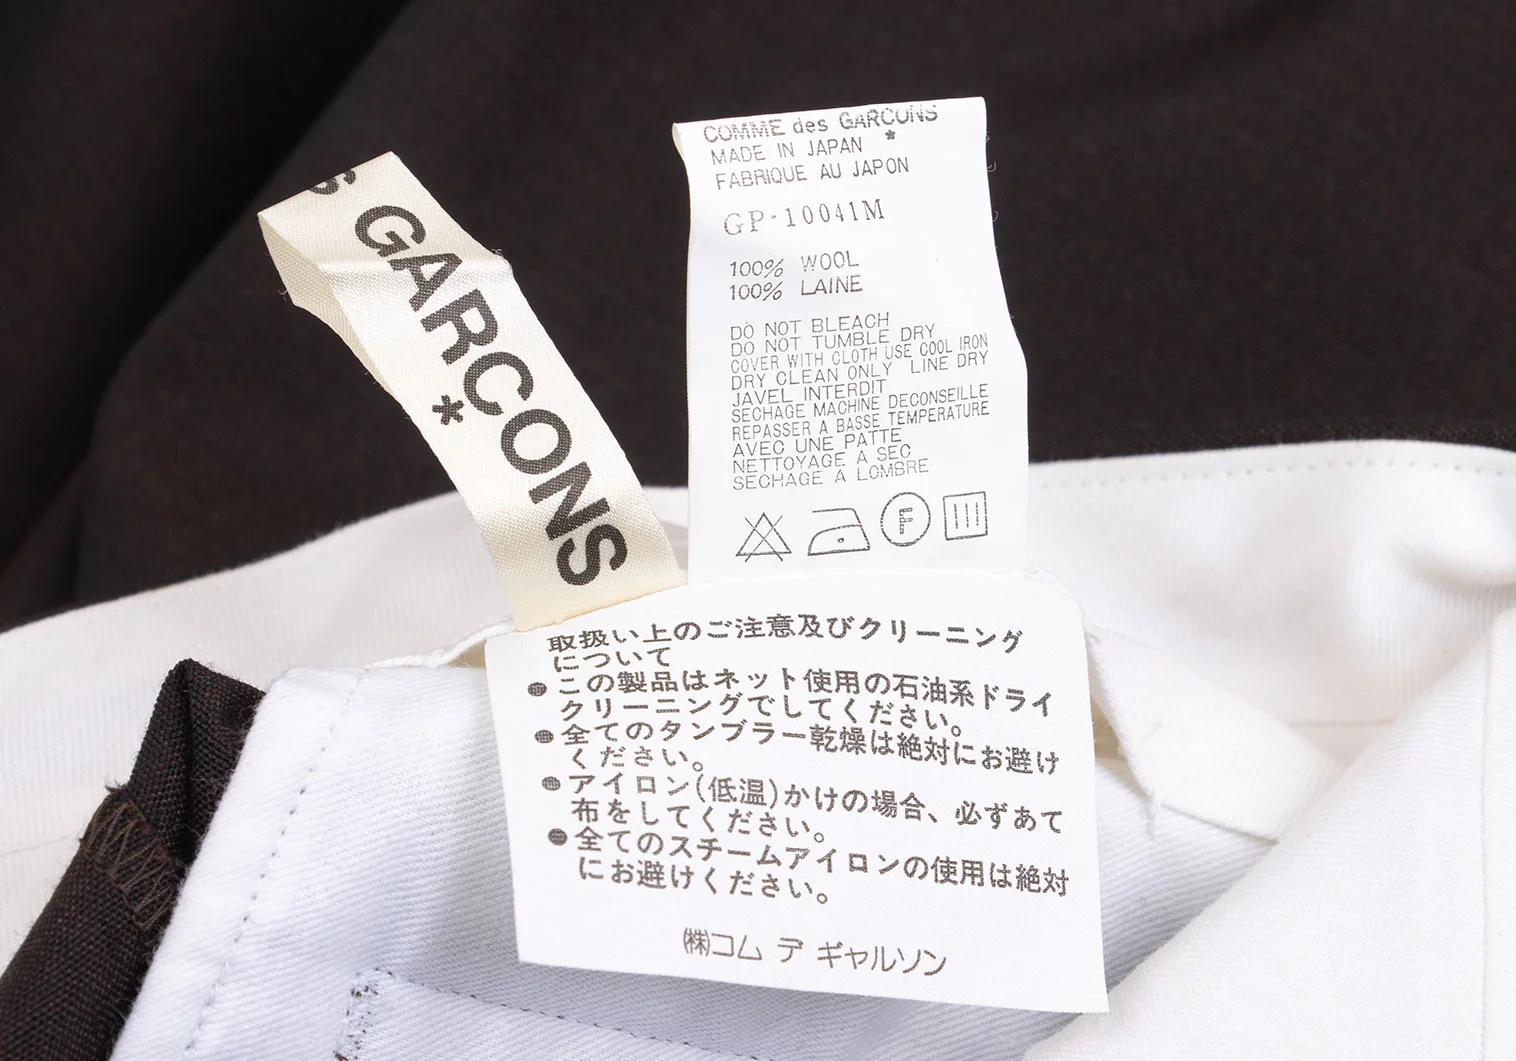 S GARÇONS
*
COMME des GARCONS
*
MADE IN JAPAN
FABRIQUE AU JAPON
GP-10041M
100% WOOL
100% LAINE
DO NOT BLEACH
DO NOT TUMBLE DRY
COVER WITH CLOTH USE COOL IRON
DRY CLEAN ONLY LINE DRY
JAVEL INTERDIT
SECHAGE MACHINE DECONSEILLE
REPASSER A BASSE TEMPERATURE
AVEC UNE PATTE
NETTOYAGE A SEC
SECHAGE A LOMBRE
F
取扱い上のご注意及びクリーニング
について
●この製品はネット使用の石油系ドライ
クリーニングでしてください。
●全てのタンブラー乾燥は絶対にお避け
ください。
●アイロン(低温)かけの場合、必ずあて
布をしてください。
●全てのスチームアイロンの使用は絶対
にお避けください。
㈱コム デ ギャルソン